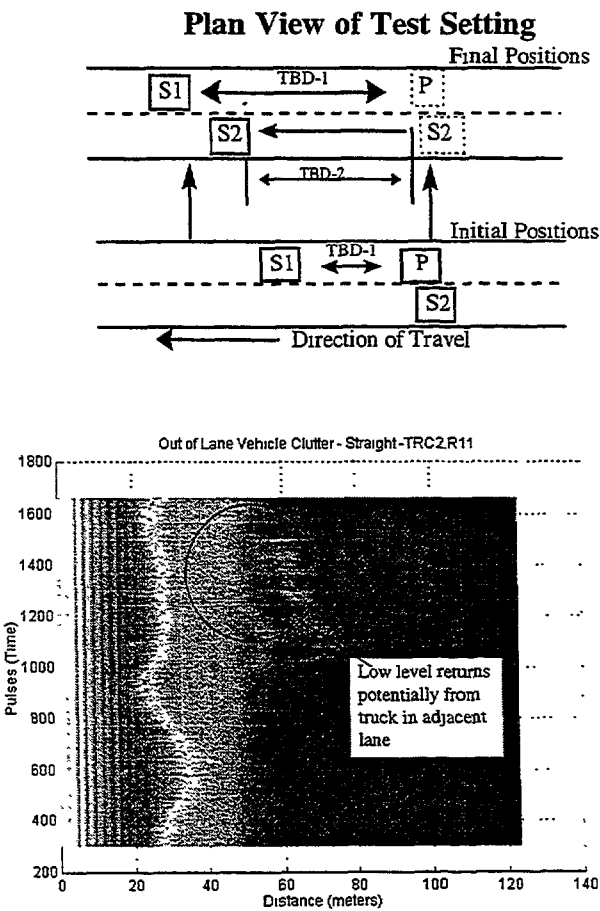 Plan View of Test Setting
Final Positions
S1
TBD-1
P
S2
S2
TBD-2
Initial Positions
S1
TBD-1
P
S2
Direction of Travel
Out of Lane Vehicle Clutter - Straight -TRC2.R11
1800
1600
1400
1200
1000
800
600
400
200
Pulses (Time)
Low level returns
potentially from
truck in adjacent
lane
0 20 40 60 80 100 120 140
Distance (meters)